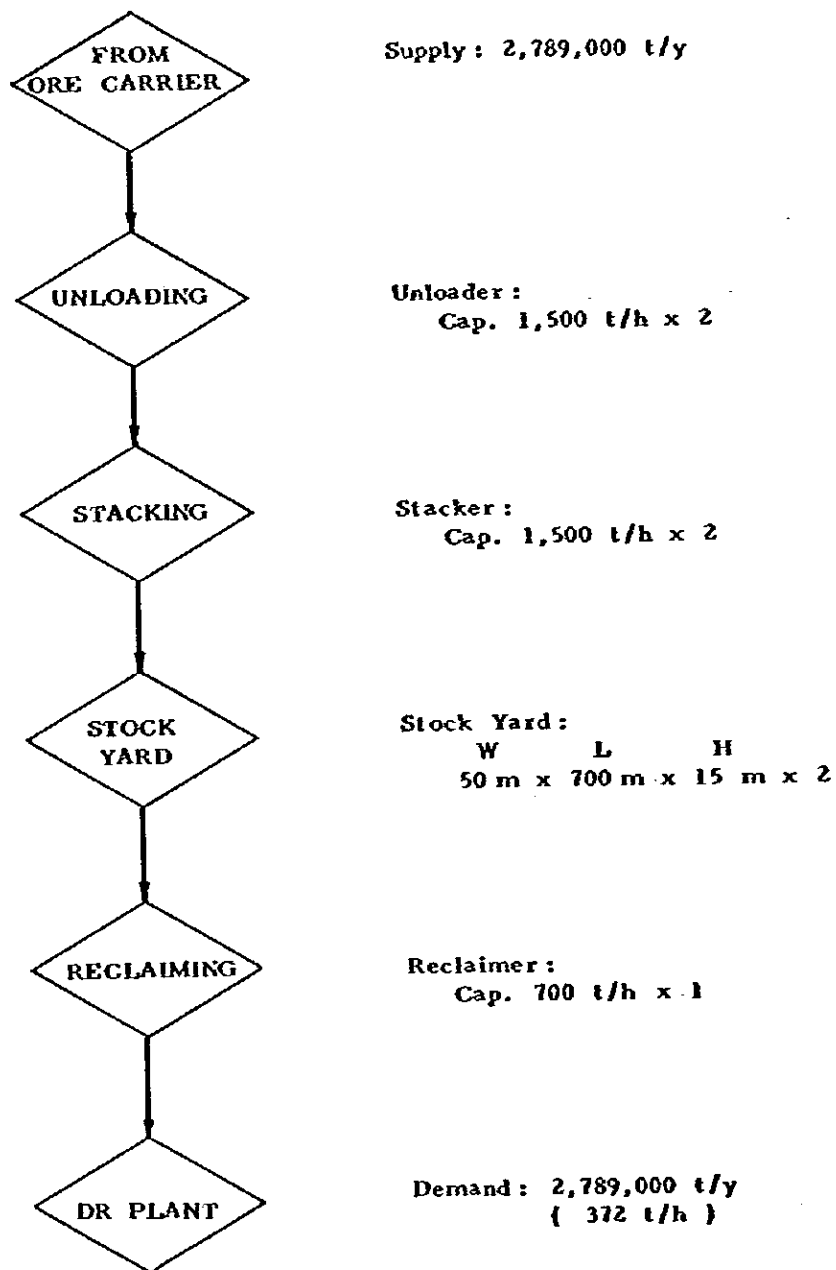 FROM
ORE CARRIER
Supply : 2,789,000 t/y
UNLOADING
Unloader :
Cap. 1,500 t/h x 2
STACKING
Stacker :
Cap. 1,500 t/h x 2
STOCK
YARD
Stock Yard :
W L H
50 m x 700 m x 15 m x 2
RECLAIMING
Reclaimer :
Cap. 700 t/h x 1
DR PLANT
Demand : 2,789,000 t/y
( 372 t/h )